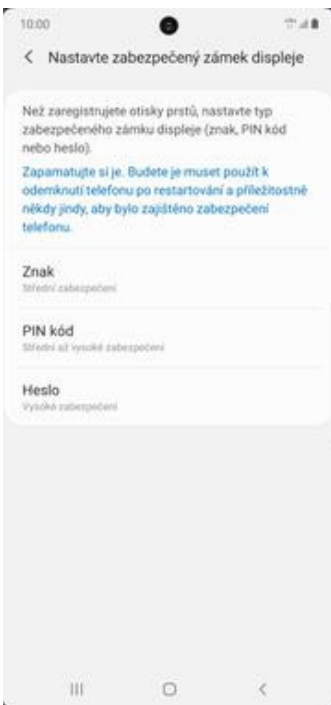 10:00
Nastavte zabezpečený zámek displeje
Než zaregistrujete otisky prstů, nastavte typ
zabezpečeného zámku displeje (znak, PIN kód
nebo heslo).
Zapamatujte si je. Budete je muset použít k
odemknutí telefonu po restartování a příležitostně
někdy jindy, aby bylo zajištěno zabezpečení
telefonu.
Znak
Střední zabezpečení
PIN kód
Střední až vysoké zabezpečení
Heslo
Vysoké zabezpečení